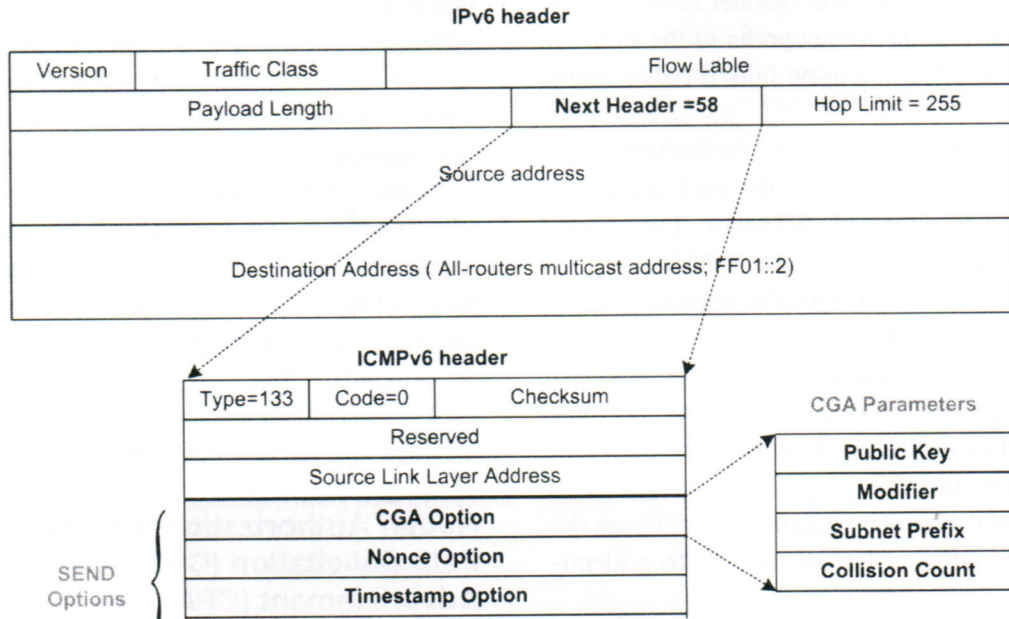 IPv6 header
Version Traffic Class Flow Lable
Payload Length Next Header =58 Hop Limit = 255
Source address
Destination Address ( All-routers multicast address; FF01::2)
ICMPv6 header
Type=133 Code=0 Checksum
Reserved
Source Link Layer Address
CGA Option
Nonce Option
Timestamp Option
SEND
Options
CGA Parameters
Public Key
Modifier
Subnet Prefix
Collision Count